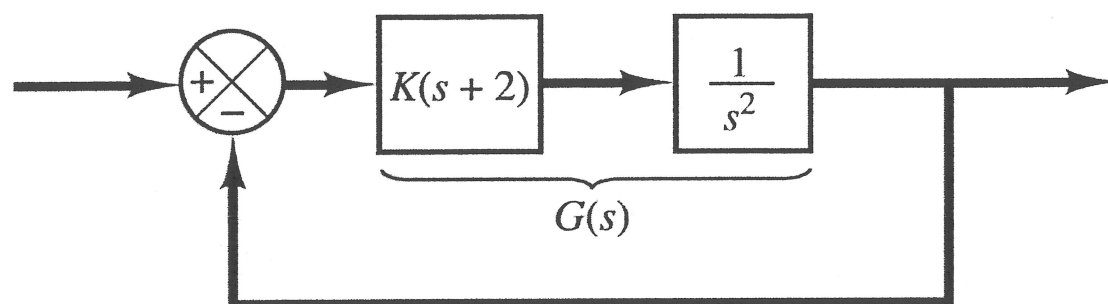 +
−
K(s + 2)
1
s²
G(s)